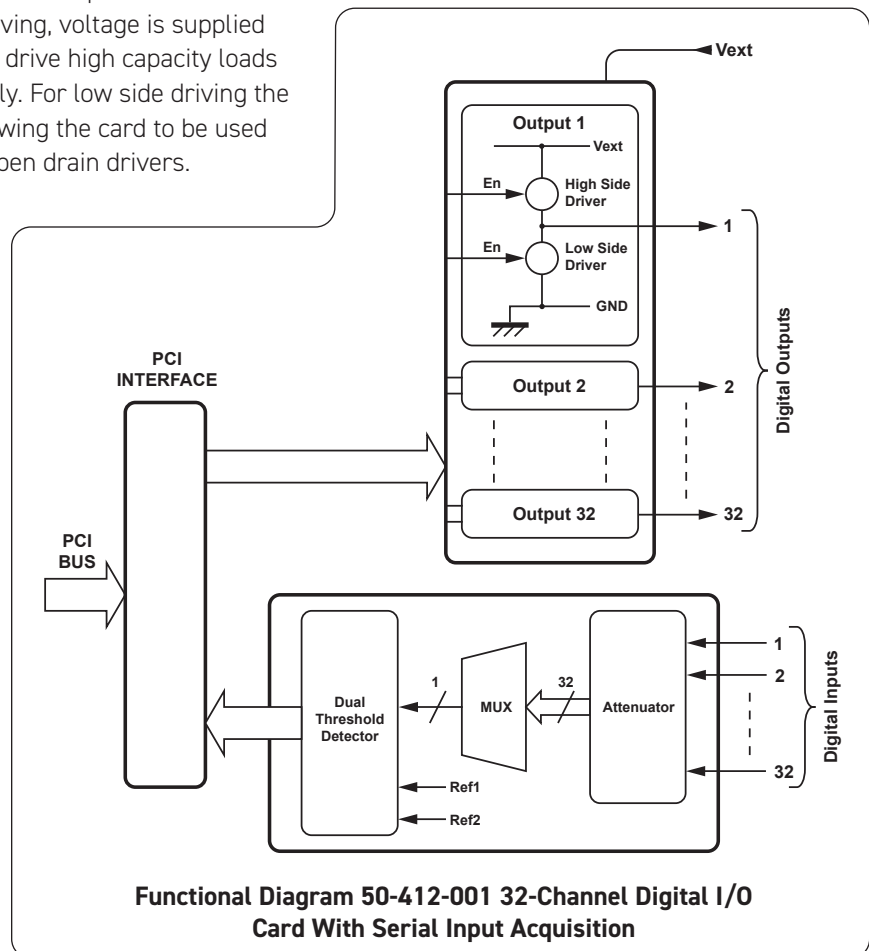 ving, voltage is supplied
drive high capacity loads
ly. For low side driving the
wing the card to be used
pen drain drivers.
Vext
Output 1
Vext
En
High Side
Driver
1
En
Low Side
Driver
GND
Output 2
2
Output 32
32
Digital Outputs
PCI
INTERFACE
PCI
BUS
Dual
Threshold
Detector
1
MUX
32
Attenuator
Ref1
Ref2
1
2
32
Digital Inputs
Functional Diagram 50-412-001 32-Channel Digital I/O
Card With Serial Input Acquisition